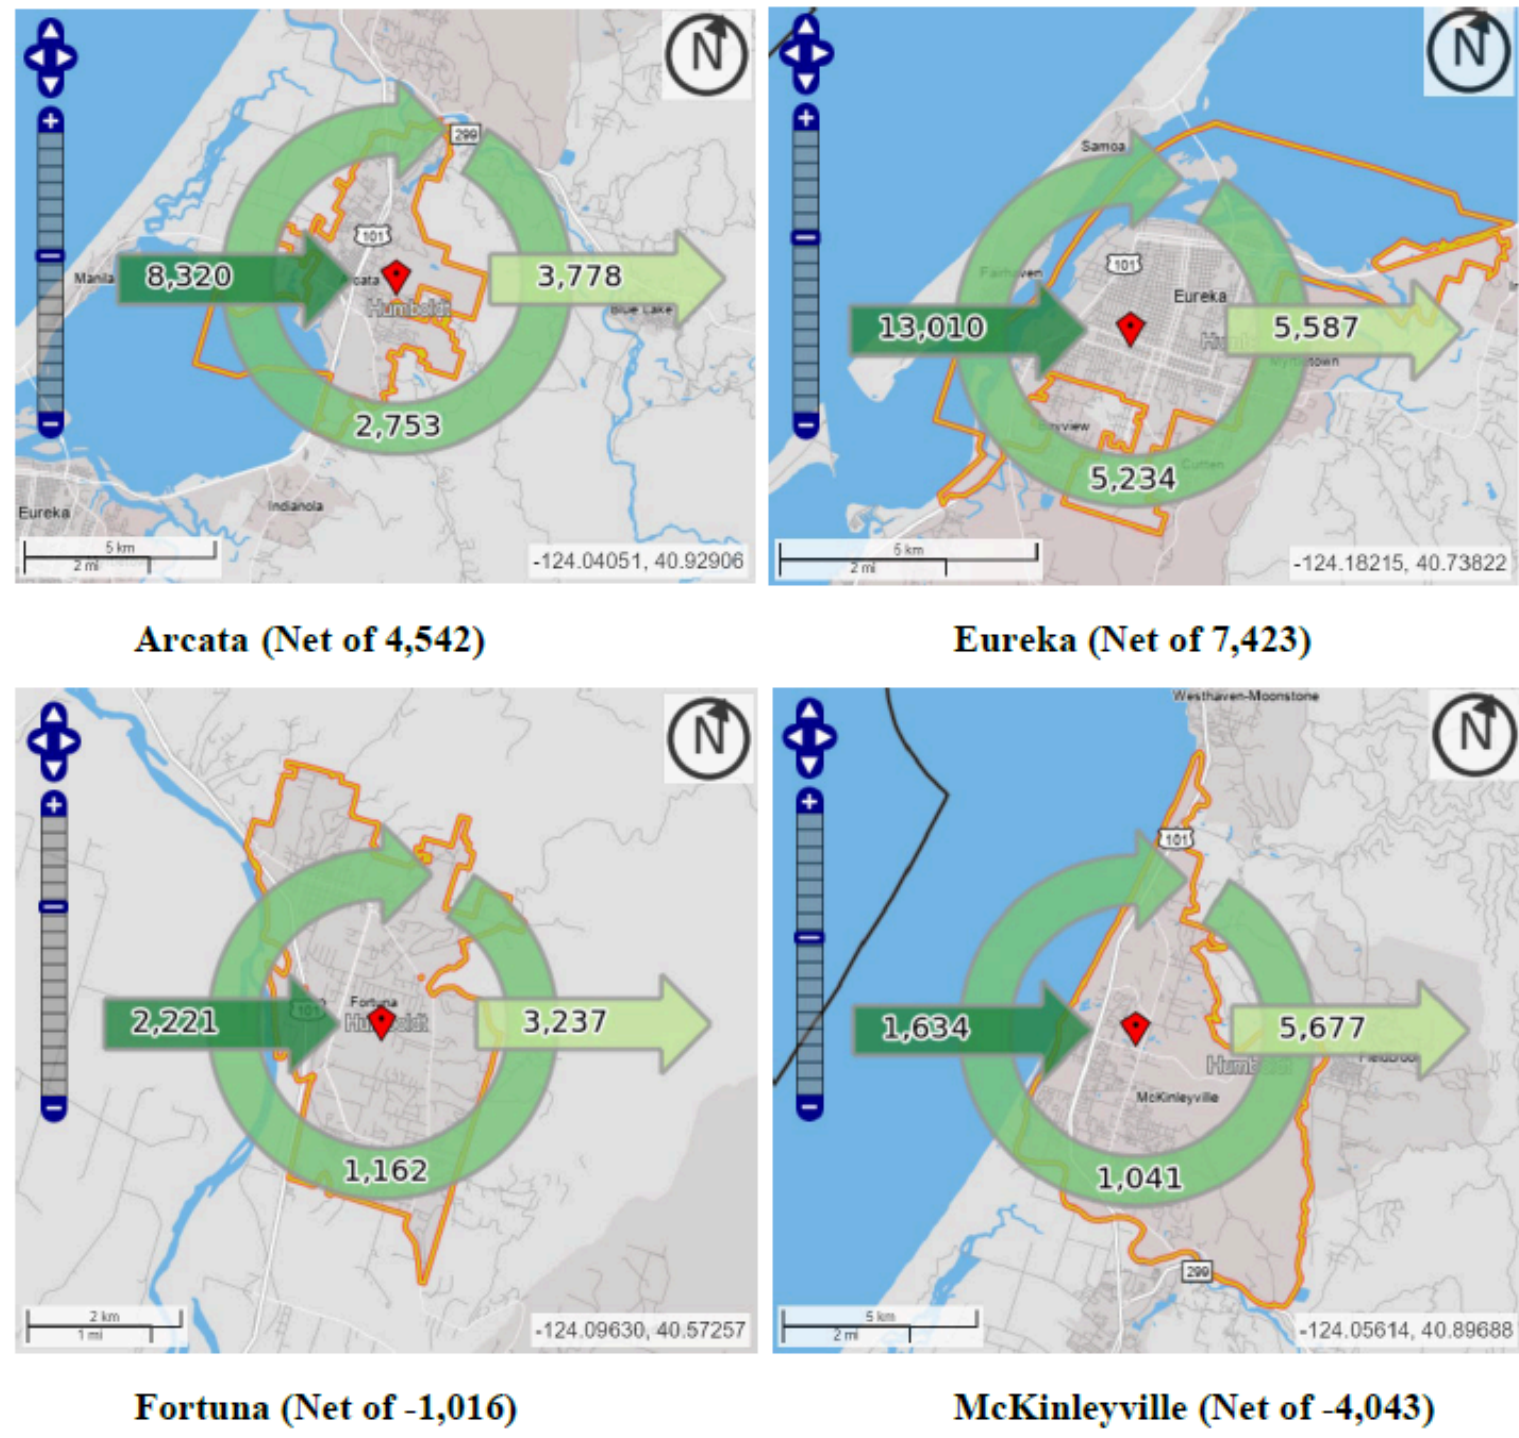 N
299
101
8,320
3,778
Manila
Arcata
Humboldt
Blue Lake
2,753
Eureka
Indianola
5 km
2 mi
-124.04051, 40.92906
Arcata (Net of 4,542)
N
Samoa
101
Fairhaven
Eureka
13,010
5,587
Myrtletown
Bayview
Cutten
5,234
5 km
2 mi
-124.18215, 40.73822
Eureka (Net of 7,423)
N
Fortuna
101
Humboldt
2,221
3,237
1,162
2 km
1 mi
-124.09630, 40.57257
Fortuna (Net of -1,016)
Westhaven-Moonstone
N
101
1,634
5,677
Humboldt
McKinleyville
1,041
299
5 km
2 mi
-124.05614, 40.89688
McKinleyville (Net of -4,043)